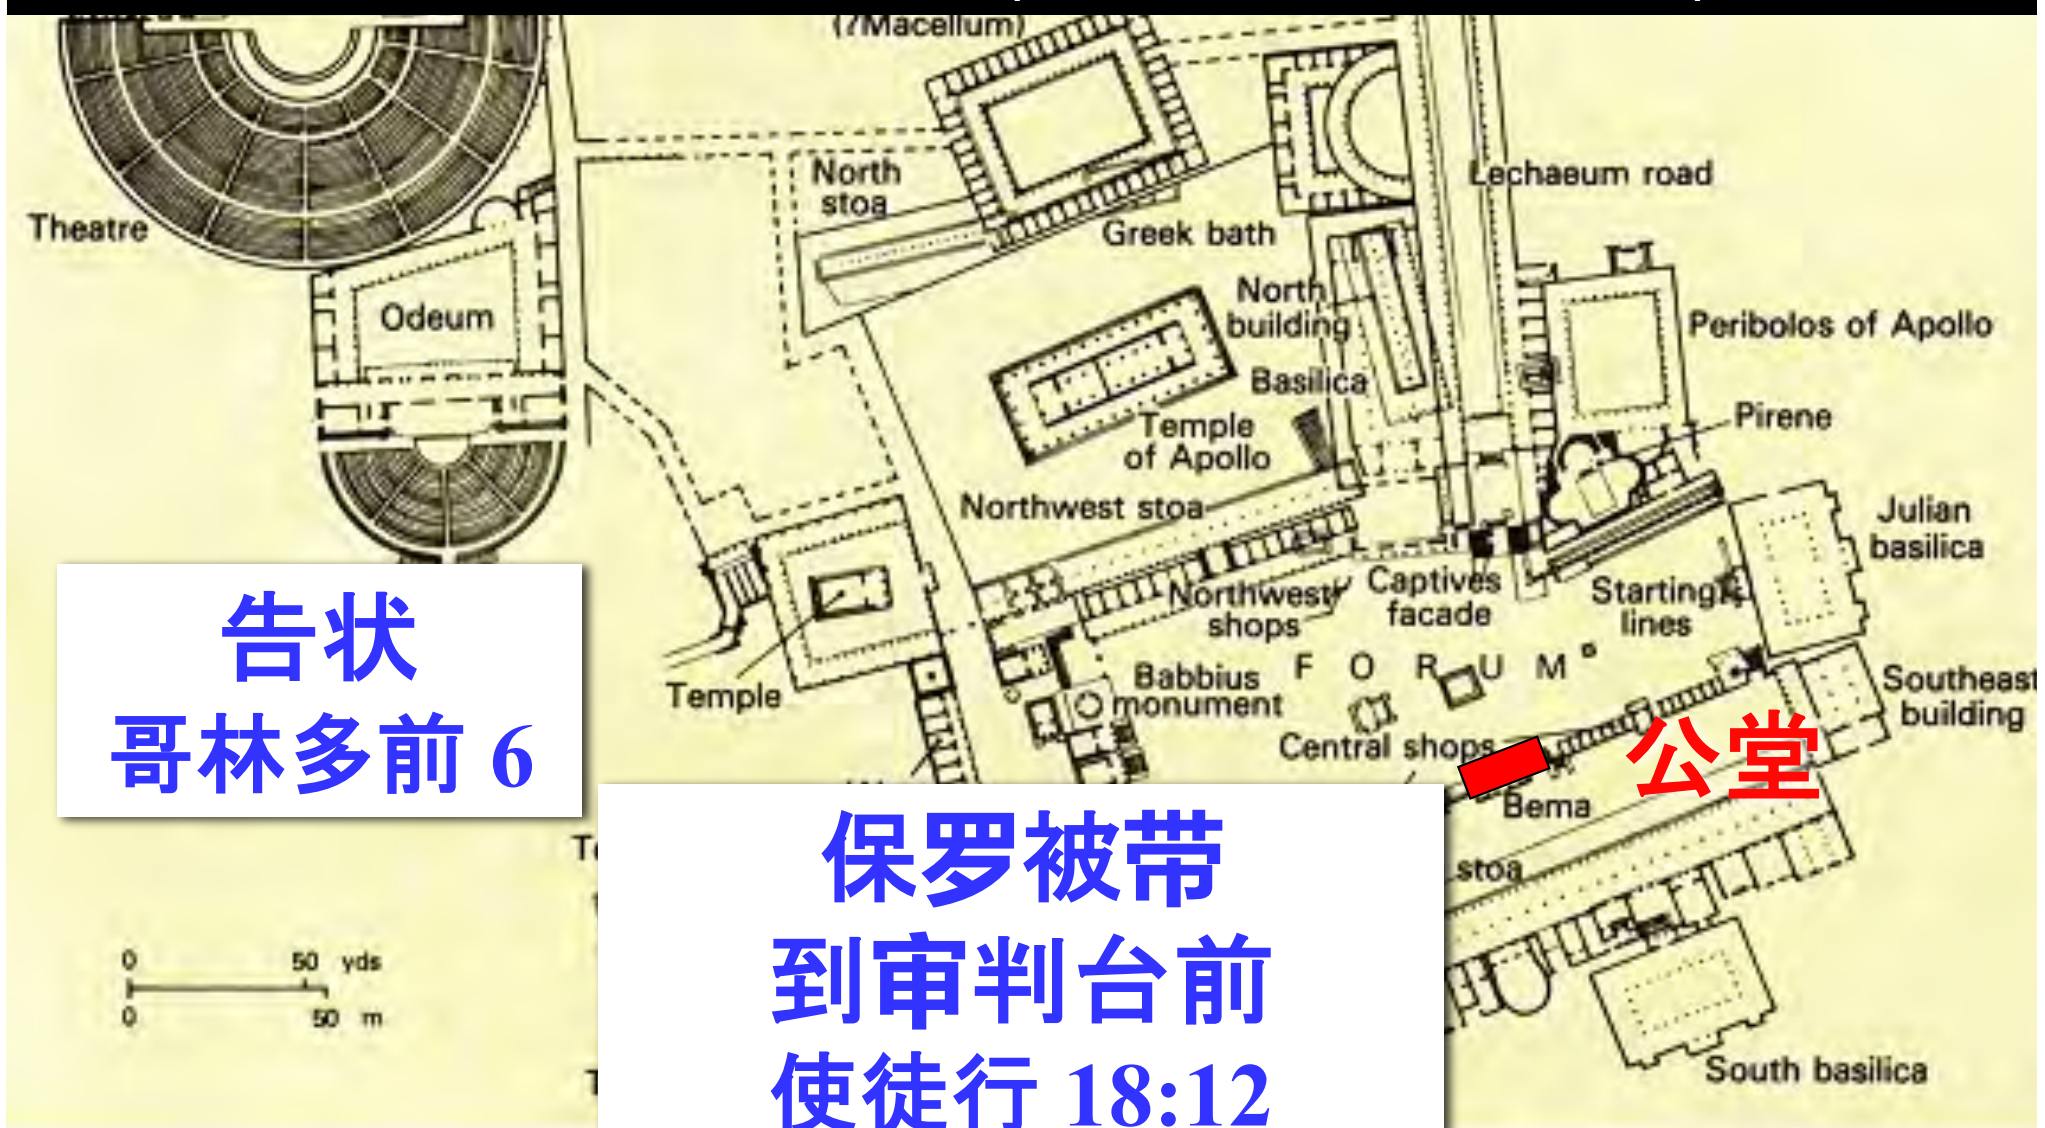 (?Macellum)
North
stoa
Lechaeum road
Theatre
Greek bath
North
building
Odeum
Peribolos of Apollo
Basilica
Pirene
Temple
of Apollo
Northwest stoa
Julian
basilica
Captives
facade
Starting
lines
Northwest
shops
告状
哥林多前 6
F O R U M
Babbius
monument
Temple
Southeast
building
Central shops
公堂
Bema
保罗被带
到审判台前
使徒行 18:12
stoa
0 50 yds
0 50 m
South basilica